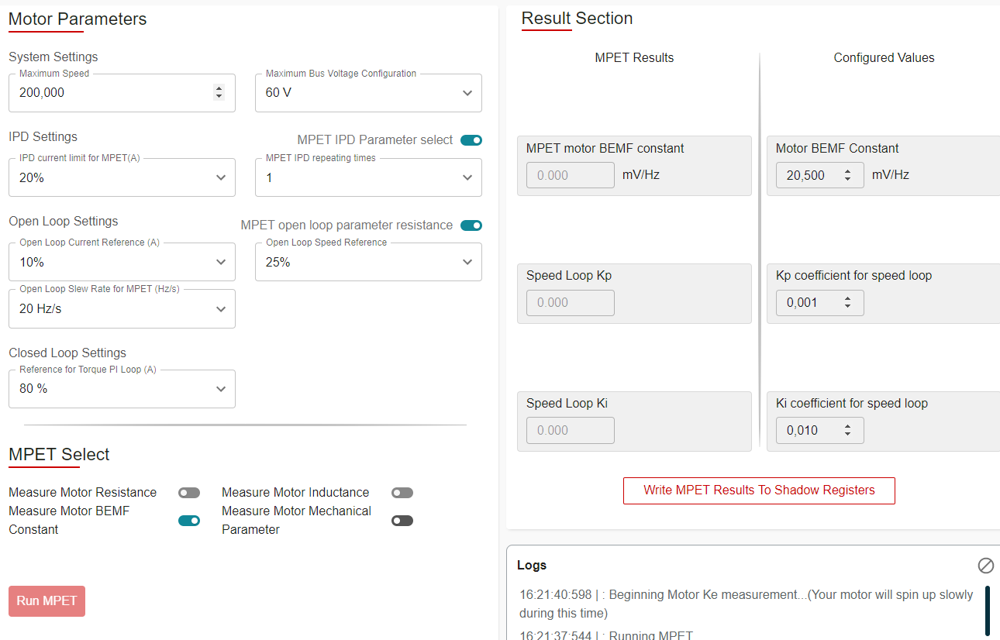 Motor Parameters
System Settings
Maximum Speed
200,000
Maximum Bus Voltage Configuration
60 V
IPD Settings
MPET IPD Parameter select
IPD current limit for MPET(A)
20%
MPET IPD repeating times
1
Open Loop Settings
MPET open loop parameter resistance
Open Loop Current Reference (A)
10%
Open Loop Speed Reference
25%
Open Loop Slew Rate for MPET (Hz/s)
20 Hz/s
Closed Loop Settings
Reference for Torque PI Loop (A)
80 %
MPET Select
Measure Motor Resistance
Measure Motor Inductance
Measure Motor BEMF
Constant
Measure Motor Mechanical
Parameter
Run MPET
Result Section
MPET Results
Configured Values
MPET motor BEMF constant
0.000 mV/Hz
Motor BEMF Constant
20,500 mV/Hz
Speed Loop Kp
0.000
Kp coefficient for speed loop
0,001
Speed Loop Ki
0.000
Ki coefficient for speed loop
0,010
Write MPET Results To Shadow Registers
Logs
16:21:40:598 | : Beginning Motor Ke measurement...(Your motor will spin up slowly
during this time)
16:21:37:544 | : Running MPET